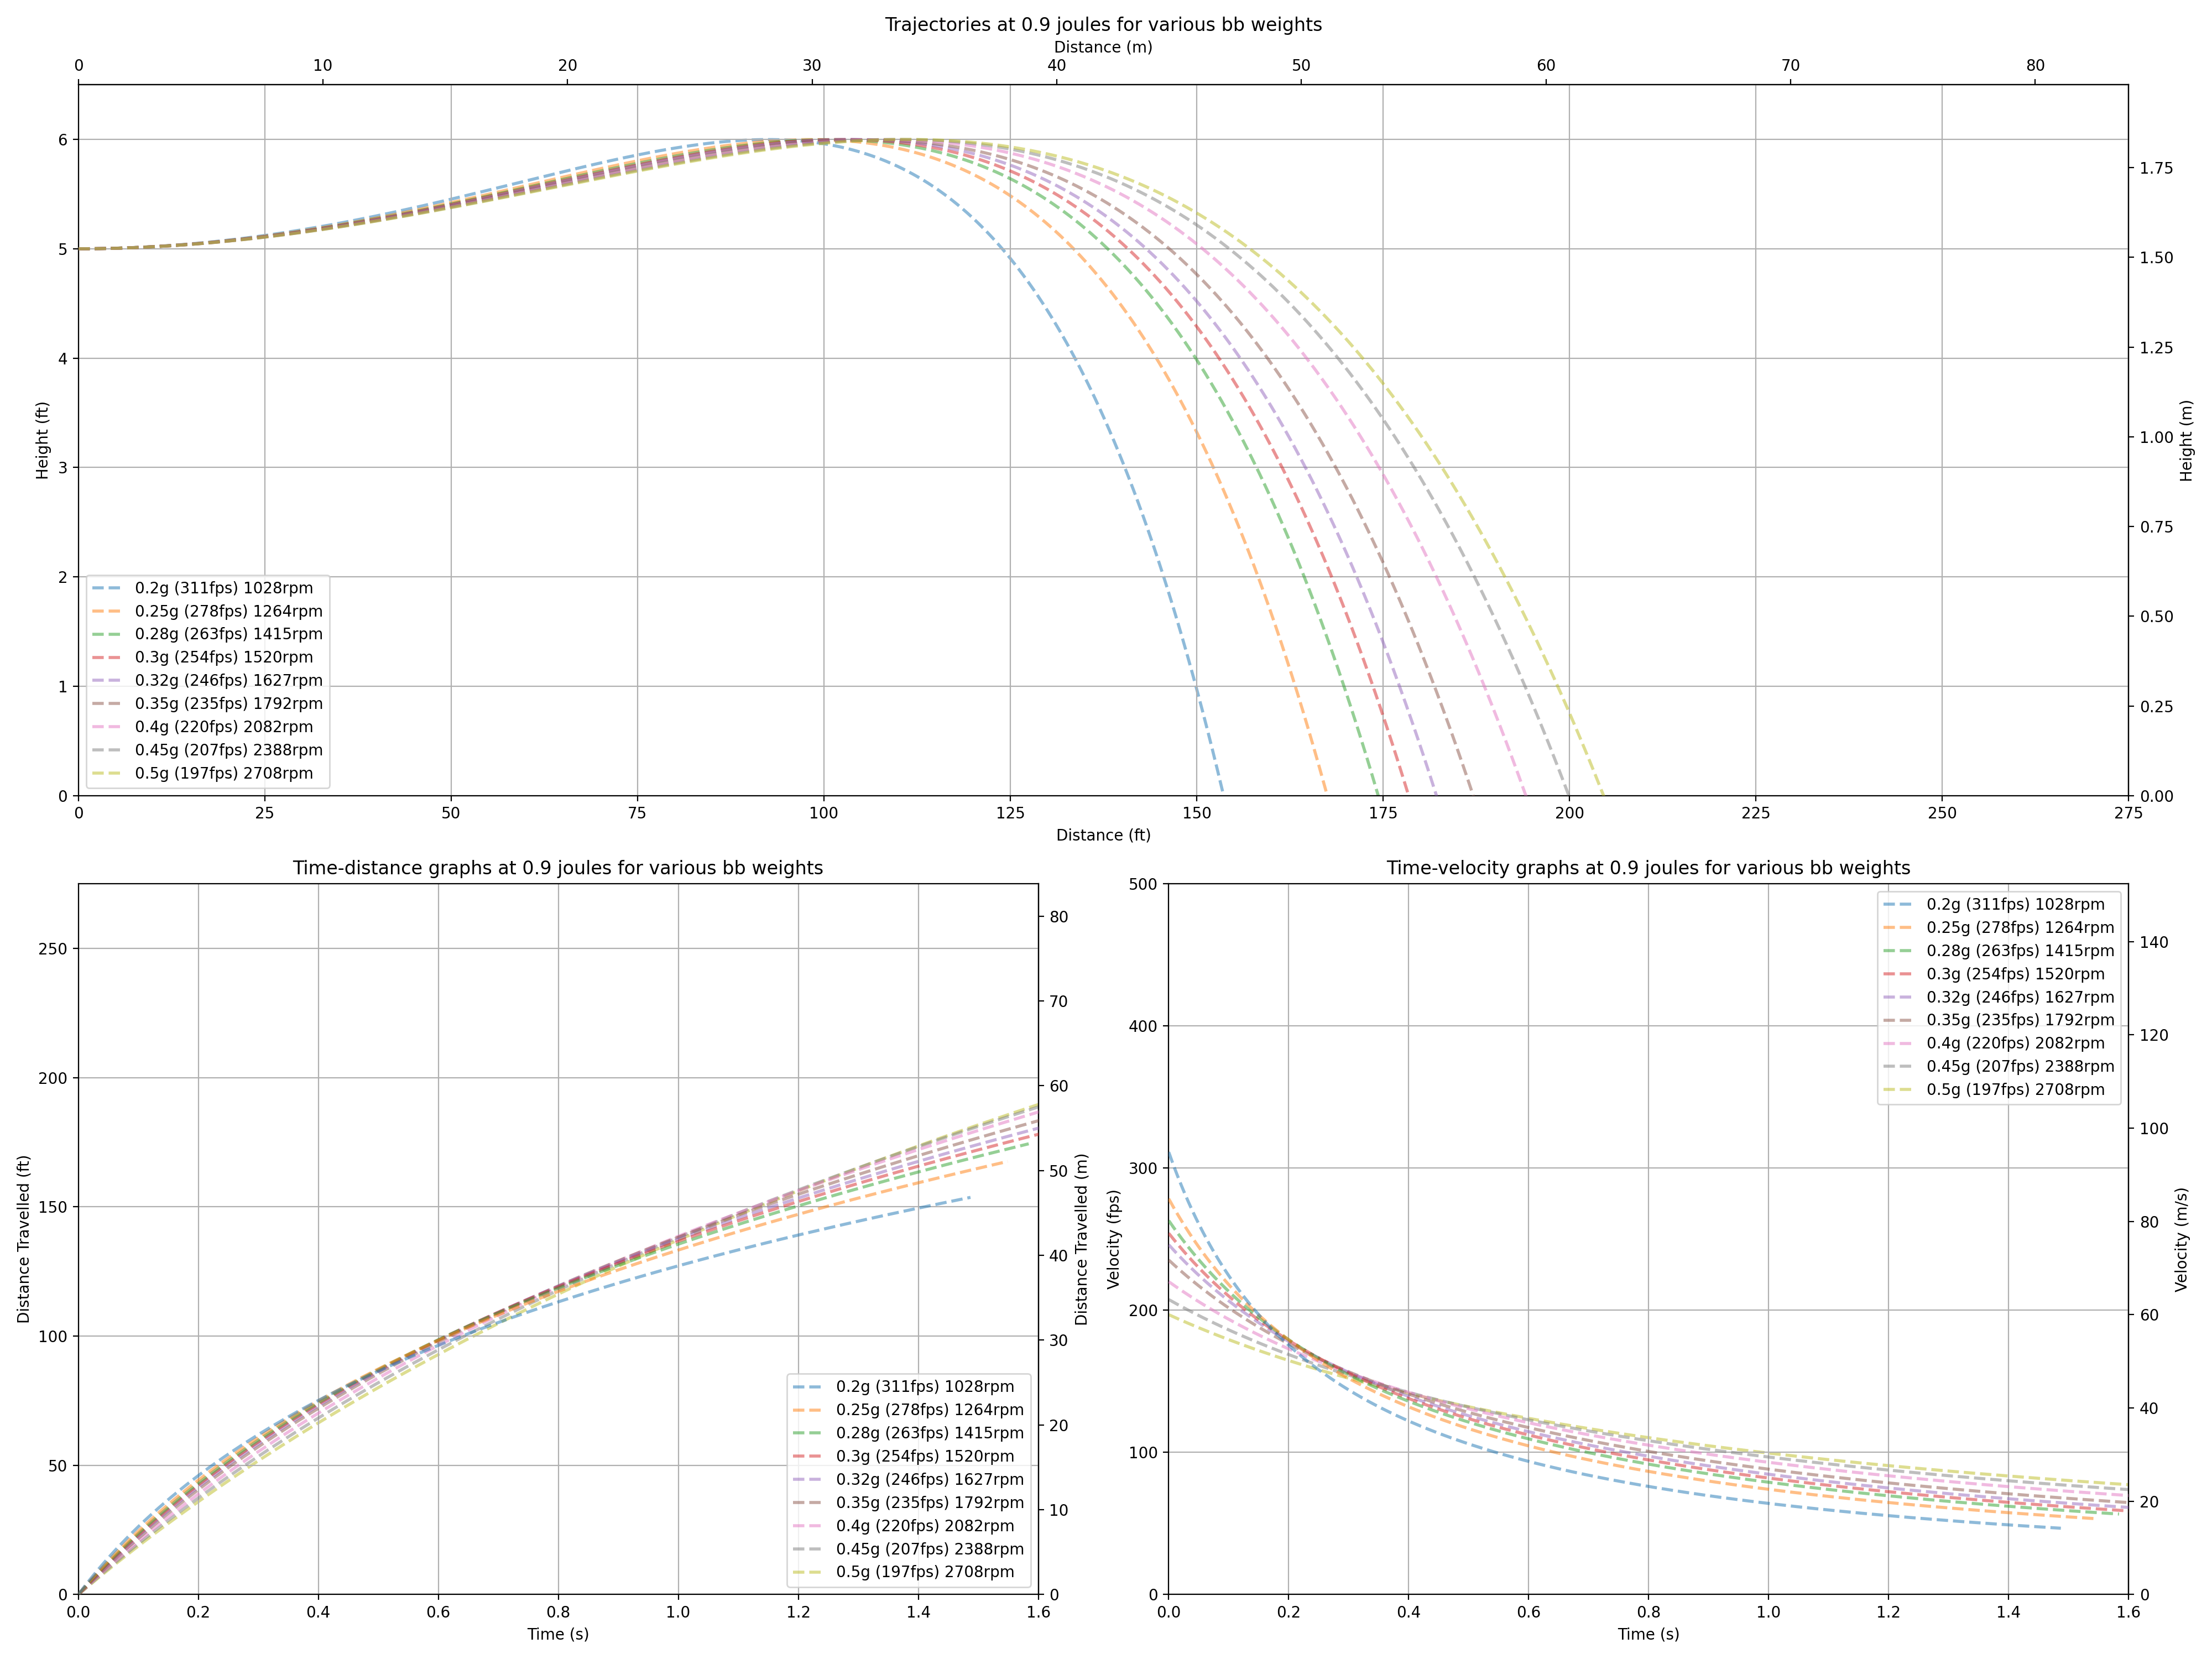 Trajectories at 0.9 joules for various bb weights
Distance (m)
0 10 20 30 40 50 60 70 80
Height (ft)
6
5
4
3
2
1
0
Height (m)
1.75
1.50
1.25
1.00
0.75
0.50
0.25
0.00
0.2g (311fps) 1028rpm
0.25g (278fps) 1264rpm
0.28g (263fps) 1415rpm
0.3g (254fps) 1520rpm
0.32g (246fps) 1627rpm
0.35g (235fps) 1792rpm
0.4g (220fps) 2082rpm
0.45g (207fps) 2388rpm
0.5g (197fps) 2708rpm
0 25 50 75 100 125 150 175 200 225 250 275
Distance (ft)
Time-distance graphs at 0.9 joules for various bb weights
Distance Travelled (ft)
250
200
150
100
50
0
Distance Travelled (m)
80
70
60
50
40
30
20
10
0
0.2g (311fps) 1028rpm
0.25g (278fps) 1264rpm
0.28g (263fps) 1415rpm
0.3g (254fps) 1520rpm
0.32g (246fps) 1627rpm
0.35g (235fps) 1792rpm
0.4g (220fps) 2082rpm
0.45g (207fps) 2388rpm
0.5g (197fps) 2708rpm
0.0 0.2 0.4 0.6 0.8 1.0 1.2 1.4 1.6
Time (s)
Time-velocity graphs at 0.9 joules for various bb weights
Velocity (fps)
500
400
300
200
100
0
Velocity (m/s)
140
120
100
80
60
40
20
0
0.2g (311fps) 1028rpm
0.25g (278fps) 1264rpm
0.28g (263fps) 1415rpm
0.3g (254fps) 1520rpm
0.32g (246fps) 1627rpm
0.35g (235fps) 1792rpm
0.4g (220fps) 2082rpm
0.45g (207fps) 2388rpm
0.5g (197fps) 2708rpm
0.0 0.2 0.4 0.6 0.8 1.0 1.2 1.4 1.6
Time (s)